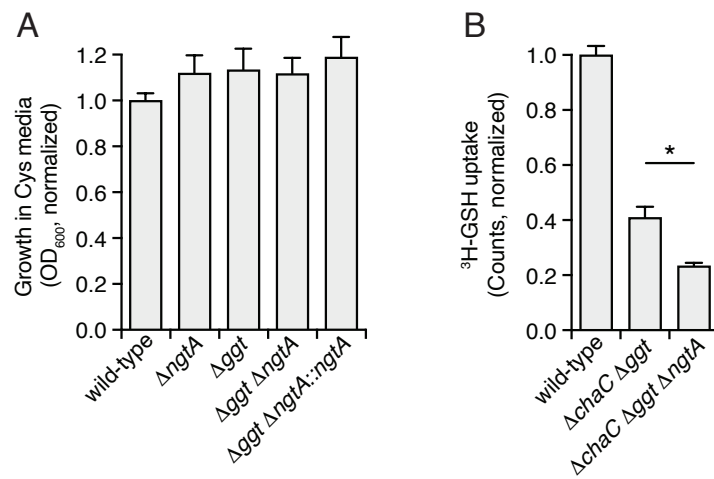 A
Growth in Cys media
(OD600, normalized)
1.2
1.0
0.8
0.6
0.4
0.2
0.0
wild-type
ΔngtA
Δggt
Δggt ΔngtA
Δggt ΔngtA::ngtA
B
³H-GSH uptake
(Counts, normalized)
1.0
0.8
0.6
0.4
0.2
0.0
*
wild-type
ΔchaC Δggt
ΔchaC Δggt ΔngtA